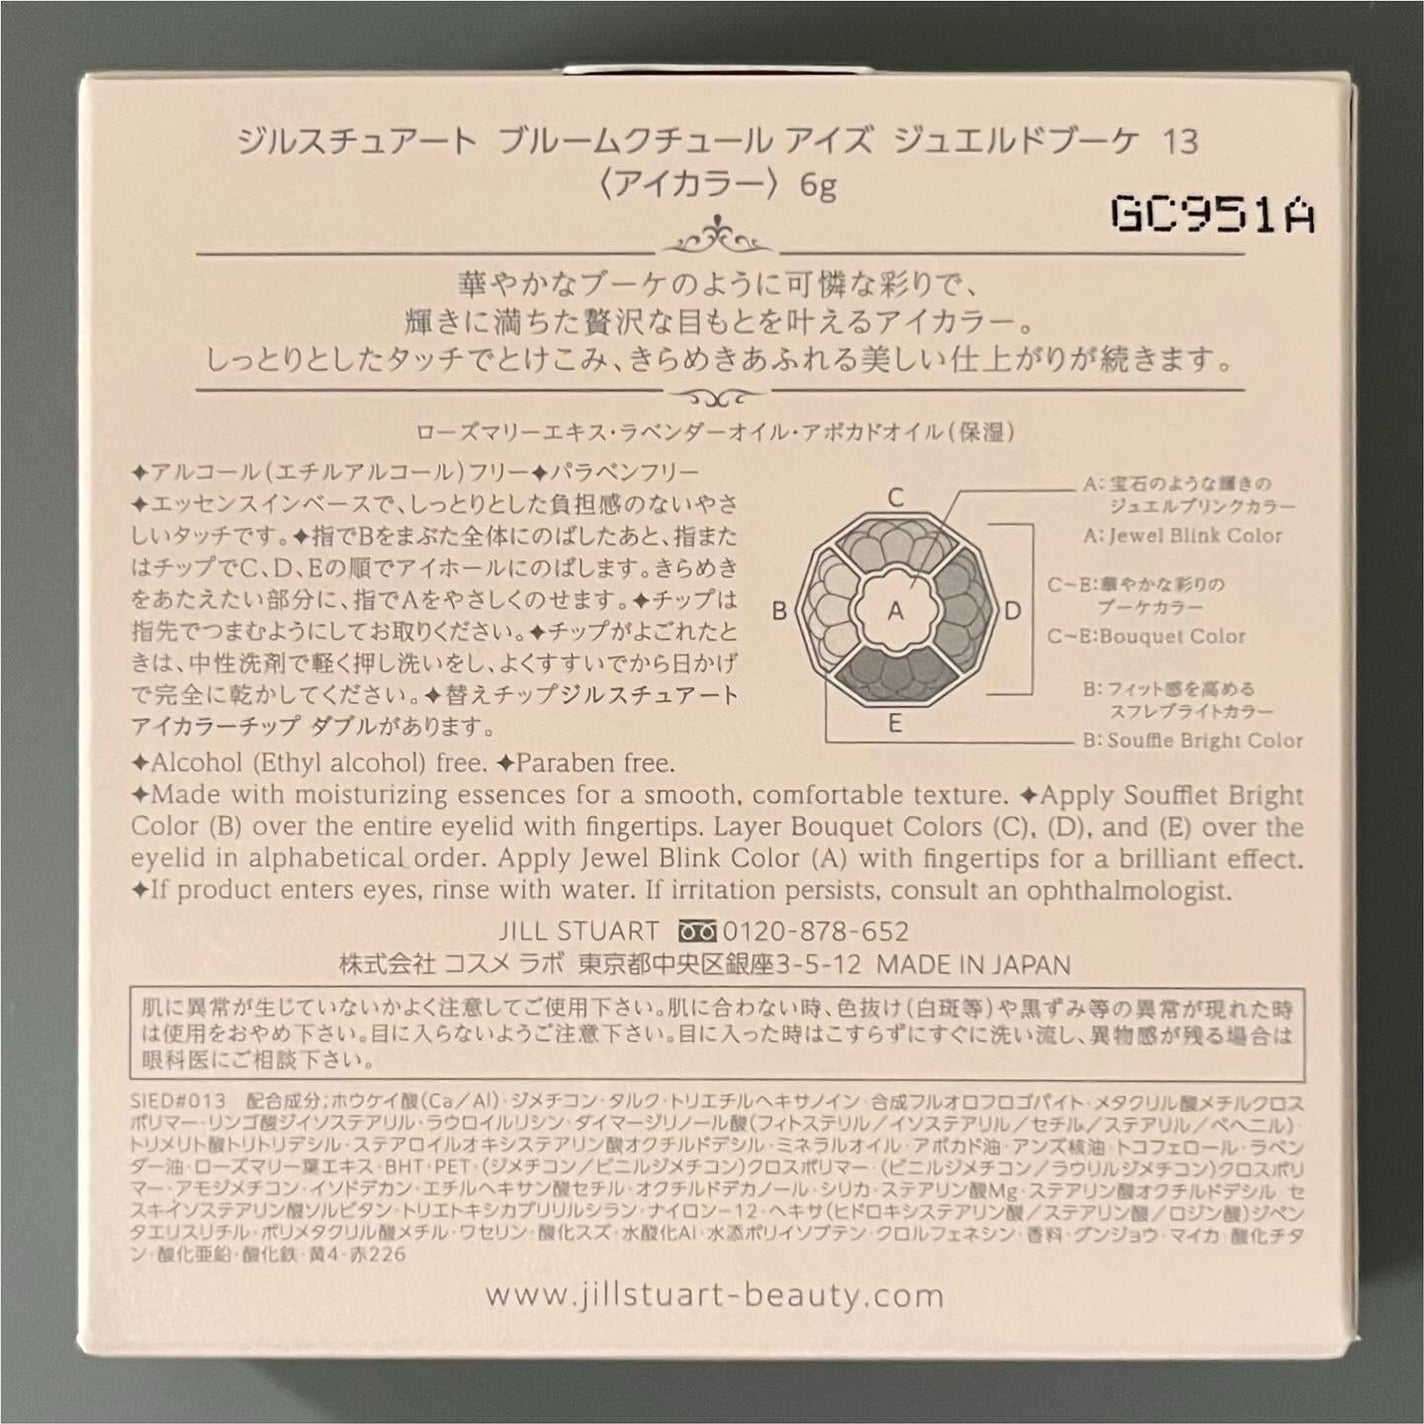 ジルスチュアート ブルームクチュール アイズ ジュエルドブーケ 13
〈アイカラー〉 6g
GC951A
華やかなブーケのように可憐な彩りで、
輝きに満ちた贅沢な目もとを叶えるアイカラー。
しっとりとしたタッチでとけこみ、きらめきあふれる美しい仕上がりが続きます。
ローズマリーエキス・ラベンダーオイル・アボカドオイル(保湿)
✦アルコール(エチルアルコール)フリー✦パラベンフリー
✦エッセンスインベースで、しっとりとした負担感のないやさ
しいタッチです。✦指でBをまぶた全体にのばしたあと、指また
はチップでC、D、Eの順でアイホールにのばします。きらめき
をあたえたい部分に、指でAをやさしくのせます。✦チップは
指先でつまむようにしてお取りください。✦チップがよごれたと
きは、中性洗剤で軽く押し洗いをし、よくすすいでから日かげ
で完全に乾かしてください。✦替えチップジルスチュアート
アイカラーチップ ダブルがあります。
C
B
A
D
E
A:宝石のような輝きの
ジュエルブリンクカラー
A:Jewel Blink Color
C~E:華やかな彩りの
ブーケカラー
C~E:Bouquet Color
B:フィット感を高める
スフレブライトカラー
B:Souffle Bright Color
✦Alcohol (Ethyl alcohol) free. ✦Paraben free.
✦Made with moisturizing essences for a smooth, comfortable texture. ✦Apply Soufflet Bright
Color (B) over the entire eyelid with fingertips. Layer Bouquet Colors (C), (D), and (E) over the
eyelid in alphabetical order. Apply Jewel Blink Color (A) with fingertips for a brilliant effect.
✦If product enters eyes, rinse with water. If irritation persists, consult an ophthalmologist.
JILL STUART 0120-878-652
株式会社 コスメ ラボ 東京都中央区銀座3-5-12 MADE IN JAPAN
肌に異常が生じていないかよく注意してご使用下さい。肌に合わない時、色抜け(白斑等)や黒ずみ等の異常が現れた時
は使用をおやめ下さい。目に入らないようご注意下さい。目に入った時はこすらずにすぐに洗い流し、異物感が残る場合は
眼科医にご相談下さい。
SIED#013 配合成分;ホウケイ酸(Ca/Al)・ジメチコン・タルク・トリエチルヘキサノイン・合成フルオロフロゴパイト・メタクリル酸メチルクロス
ポリマー・リンゴ酸ジイソステアリル・ラウロイルリシン・ダイマージリノール酸(フィトステリル/イソステアリル/セチル/ステアリル/ベヘニル)・
トリメリト酸トリトリデシル・ステアロイルオキシステアリン酸オクチルドデシル・ミネラルオイル・アボカド油・アンズ核油・トコフェロール・ラベン
ダー油・ローズマリー葉エキス・BHT・PET・(ジメチコン/ビニルジメチコン)クロスポリマー・(ビニルジメチコン/ラウリルジメチコン)クロスポリ
マー・アモジメチコン・イソドデカン・エチルヘキサン酸セチル・オクチルドデカノール・シリカ・ステアリン酸Mg・ステアリン酸オクチルドデシル・セ
スキイソステアリン酸ソルビタン・トリエトキシカプリリルシラン・ナイロン-12・ヘキサ(ヒドロキシステアリン酸/ステアリン酸/ロジン酸)ジペン
タエリスリチル・ポリメタクリル酸メチル・ワセリン・酸化スズ・水酸化Al・水添ポリイソブテン・クロルフェネシン・香料・グンジョウ・マイカ・酸化チタ
ン・酸化亜鉛・酸化鉄・黄4・赤226
www.jillstuart-beauty.com